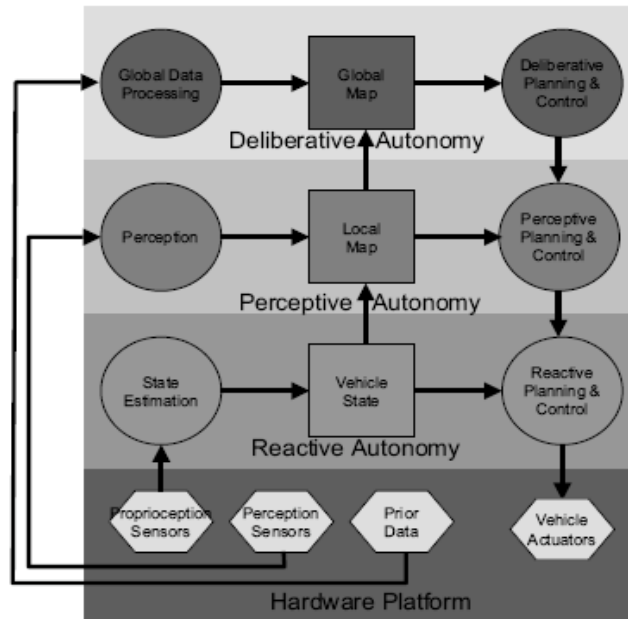 Global Data
Processing
Global
Map
Deliberative
Planning &
Control
Deliberative Autonomy
Perception
Local
Map
Perceptive
Planning &
Control
Perceptive Autonomy
State
Estimation
Vehicle
State
Reactive
Planning &
Control
Reactive Autonomy
Proprioception
Sensors
Perception
Sensors
Prior
Data
Vehicle
Actuators
Hardware Platform